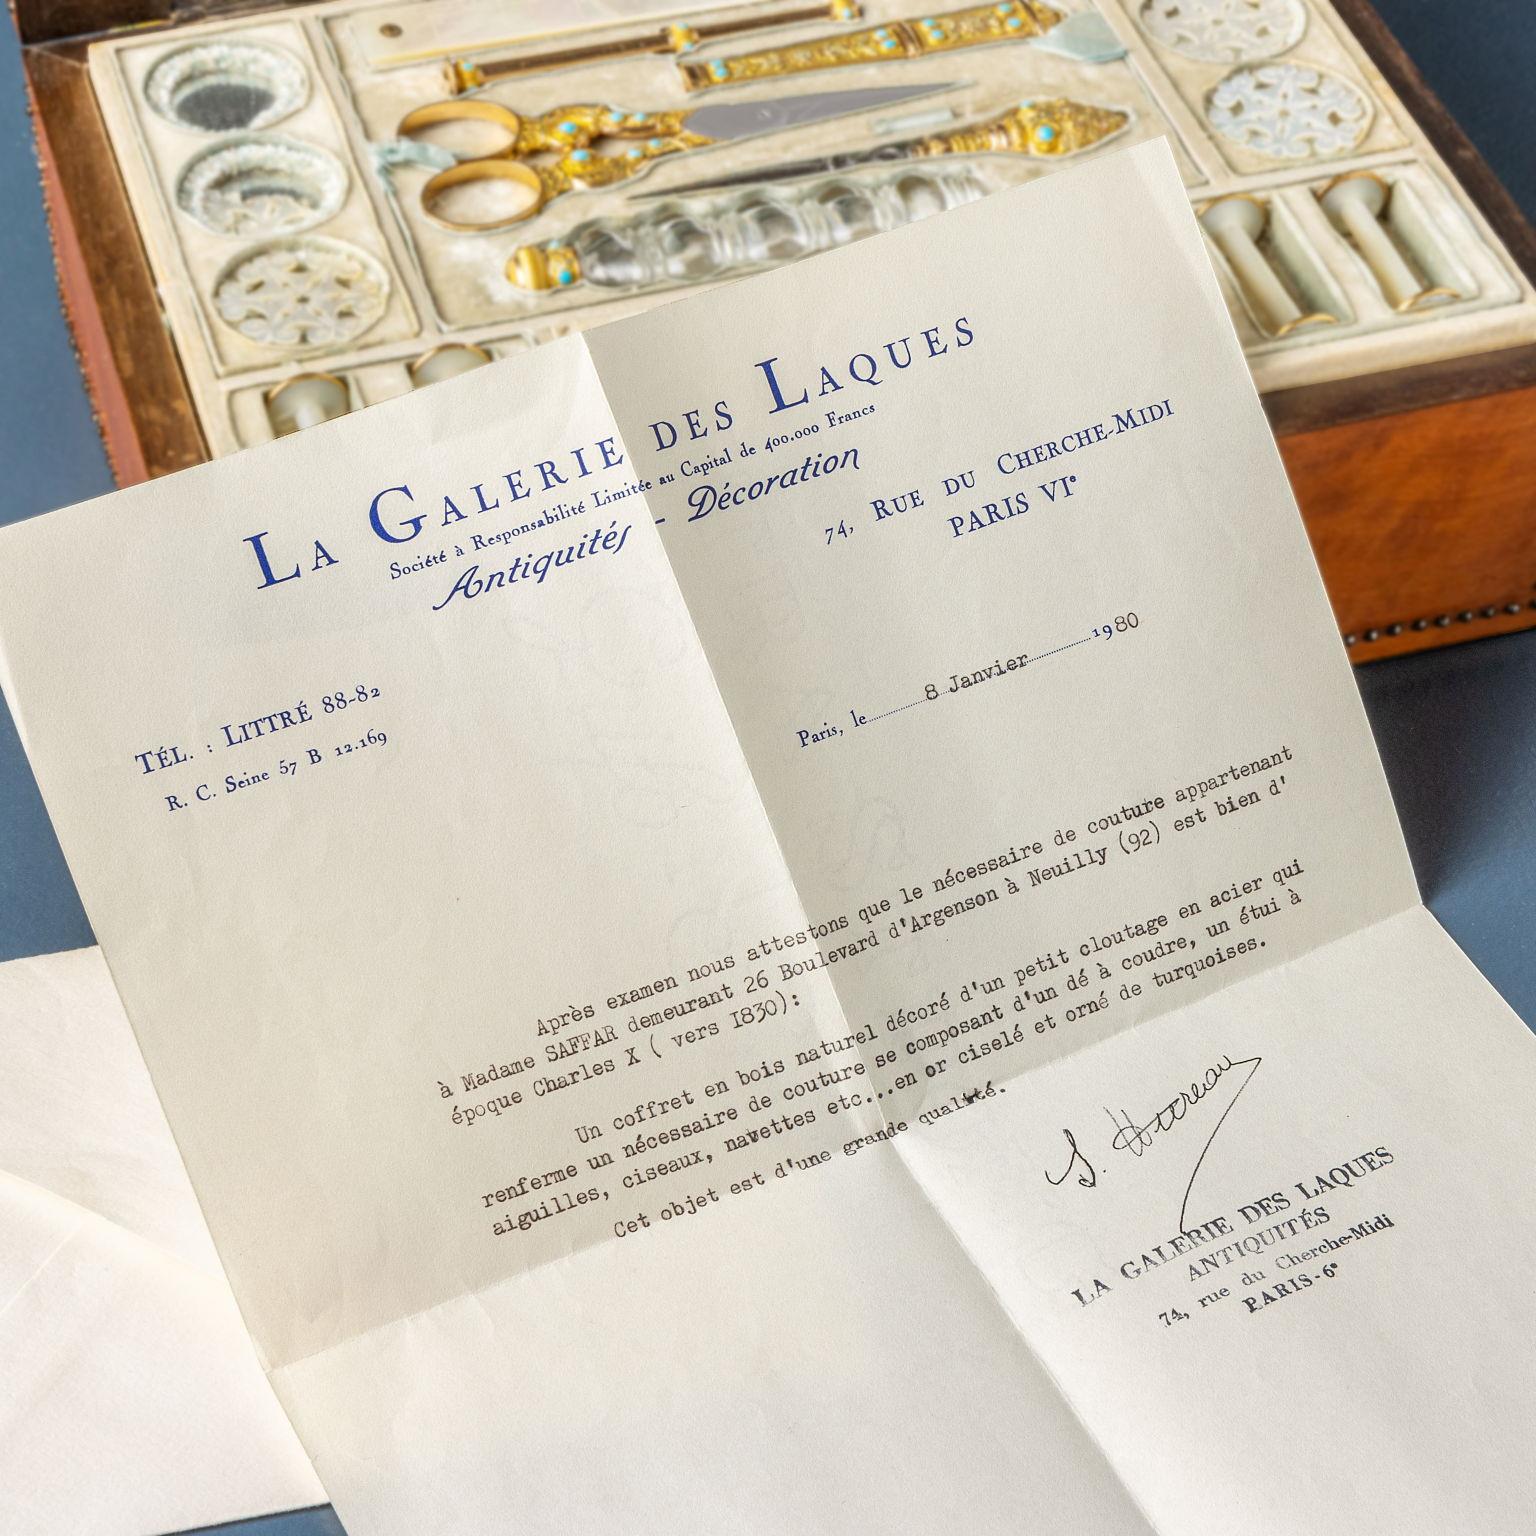 La Galerie des Laques
Société à Responsabilité Limitée au Capital de 400.000 Francs
Antiquités - Décoration
74, Rue du Cherche-Midi
PARIS VIe
TÉL. : LITTRÉ 88-82
R. C. Seine 57 B 12.169
Paris, le 8 Janvier 1980
Après examen nous attestons que le nécessaire de couture appartenant
à Madame SAFFAR demeurant 26 Boulevard d'Argenson à Neuilly (92) est bien d'
époque Charles X ( vers I830):
Un coffret en bois naturel décoré d'un petit cloutage en acier qui
renferme un nécessaire de couture se composant d'un dé à coudre, un étui à
aiguilles, ciseaux, navettes etc...en or ciselé et orné de turquoises.
Cet objet est d'une grande qualité.
LA GALERIE DES LAQUES
ANTIQUITÉS
74, rue du Cherche-Midi
PARIS-6e